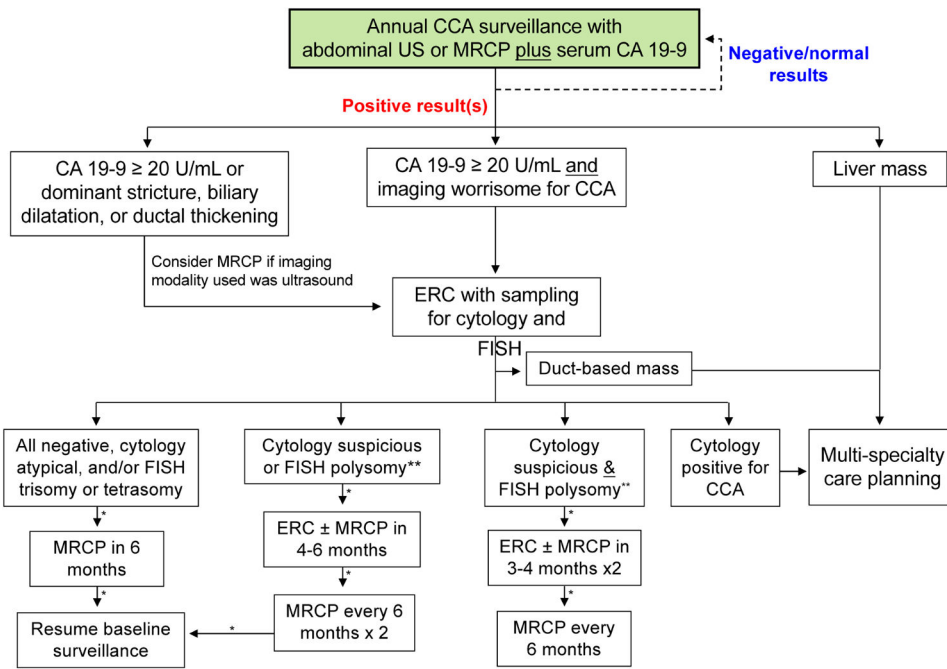 Annual CCA surveillance with
abdominal US or MRCP plus serum CA 19-9
Negative/normal
results
Positive result(s)
CA 19-9 ≥ 20 U/mL or
dominant stricture, biliary
dilatation, or ductal thickening
CA 19-9 ≥ 20 U/mL and
imaging worrisome for CCA
Liver mass
Consider MRCP if imaging
modality used was ultrasound
ERC with sampling
for cytology and
FISH
Duct-based mass
All negative, cytology
atypical, and/or FISH
trisomy or tetrasomy
Cytology suspicious
or FISH polysomy**
Cytology
suspicious &
FISH polysomy**
Cytology
positive for
CCA
Multi-specialty
care planning
*
*
*
MRCP in 6
months
ERC ± MRCP in
4-6 months
ERC ± MRCP in
3-4 months x2
*
*
*
Resume baseline
surveillance
*
MRCP every 6
months x 2
MRCP every
6 months